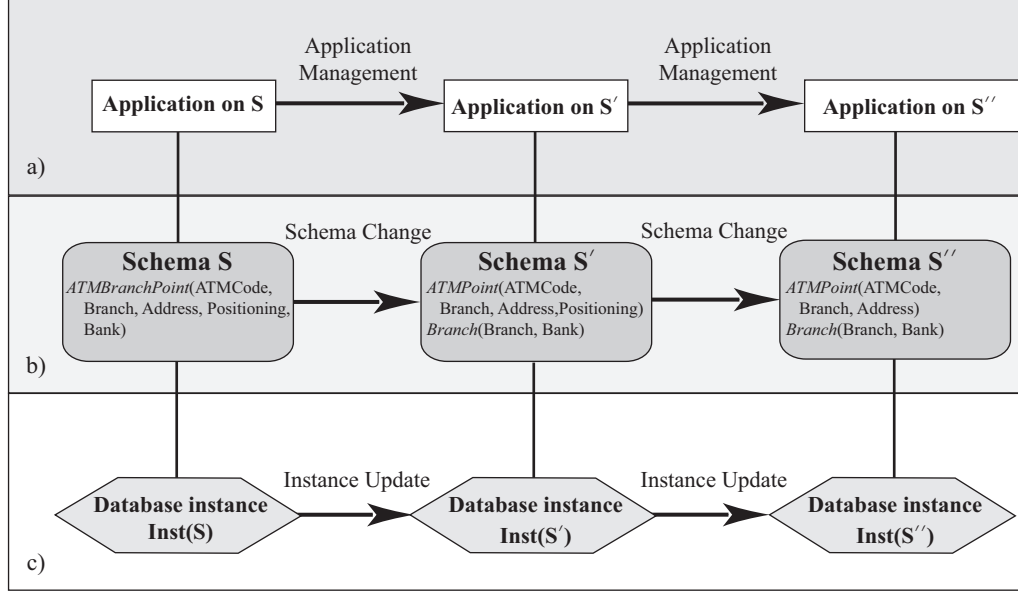 Application
Management
Application
Management
Application on S
Application on S′
Application on S′′
a)
Schema Change
Schema Change
Schema S
ATMBranchPoint(ATMCode,
Branch, Address, Positioning,
Bank)
Schema S′
ATMPoint(ATMCode,
Branch, Address,Positioning)
Branch(Branch, Bank)
Schema S′′
ATMPoint(ATMCode,
Branch, Address)
Branch(Branch, Bank)
b)
Instance Update
Instance Update
Database instance
Inst(S)
Database instance
Inst(S′)
Database instance
Inst(S′′)
c)